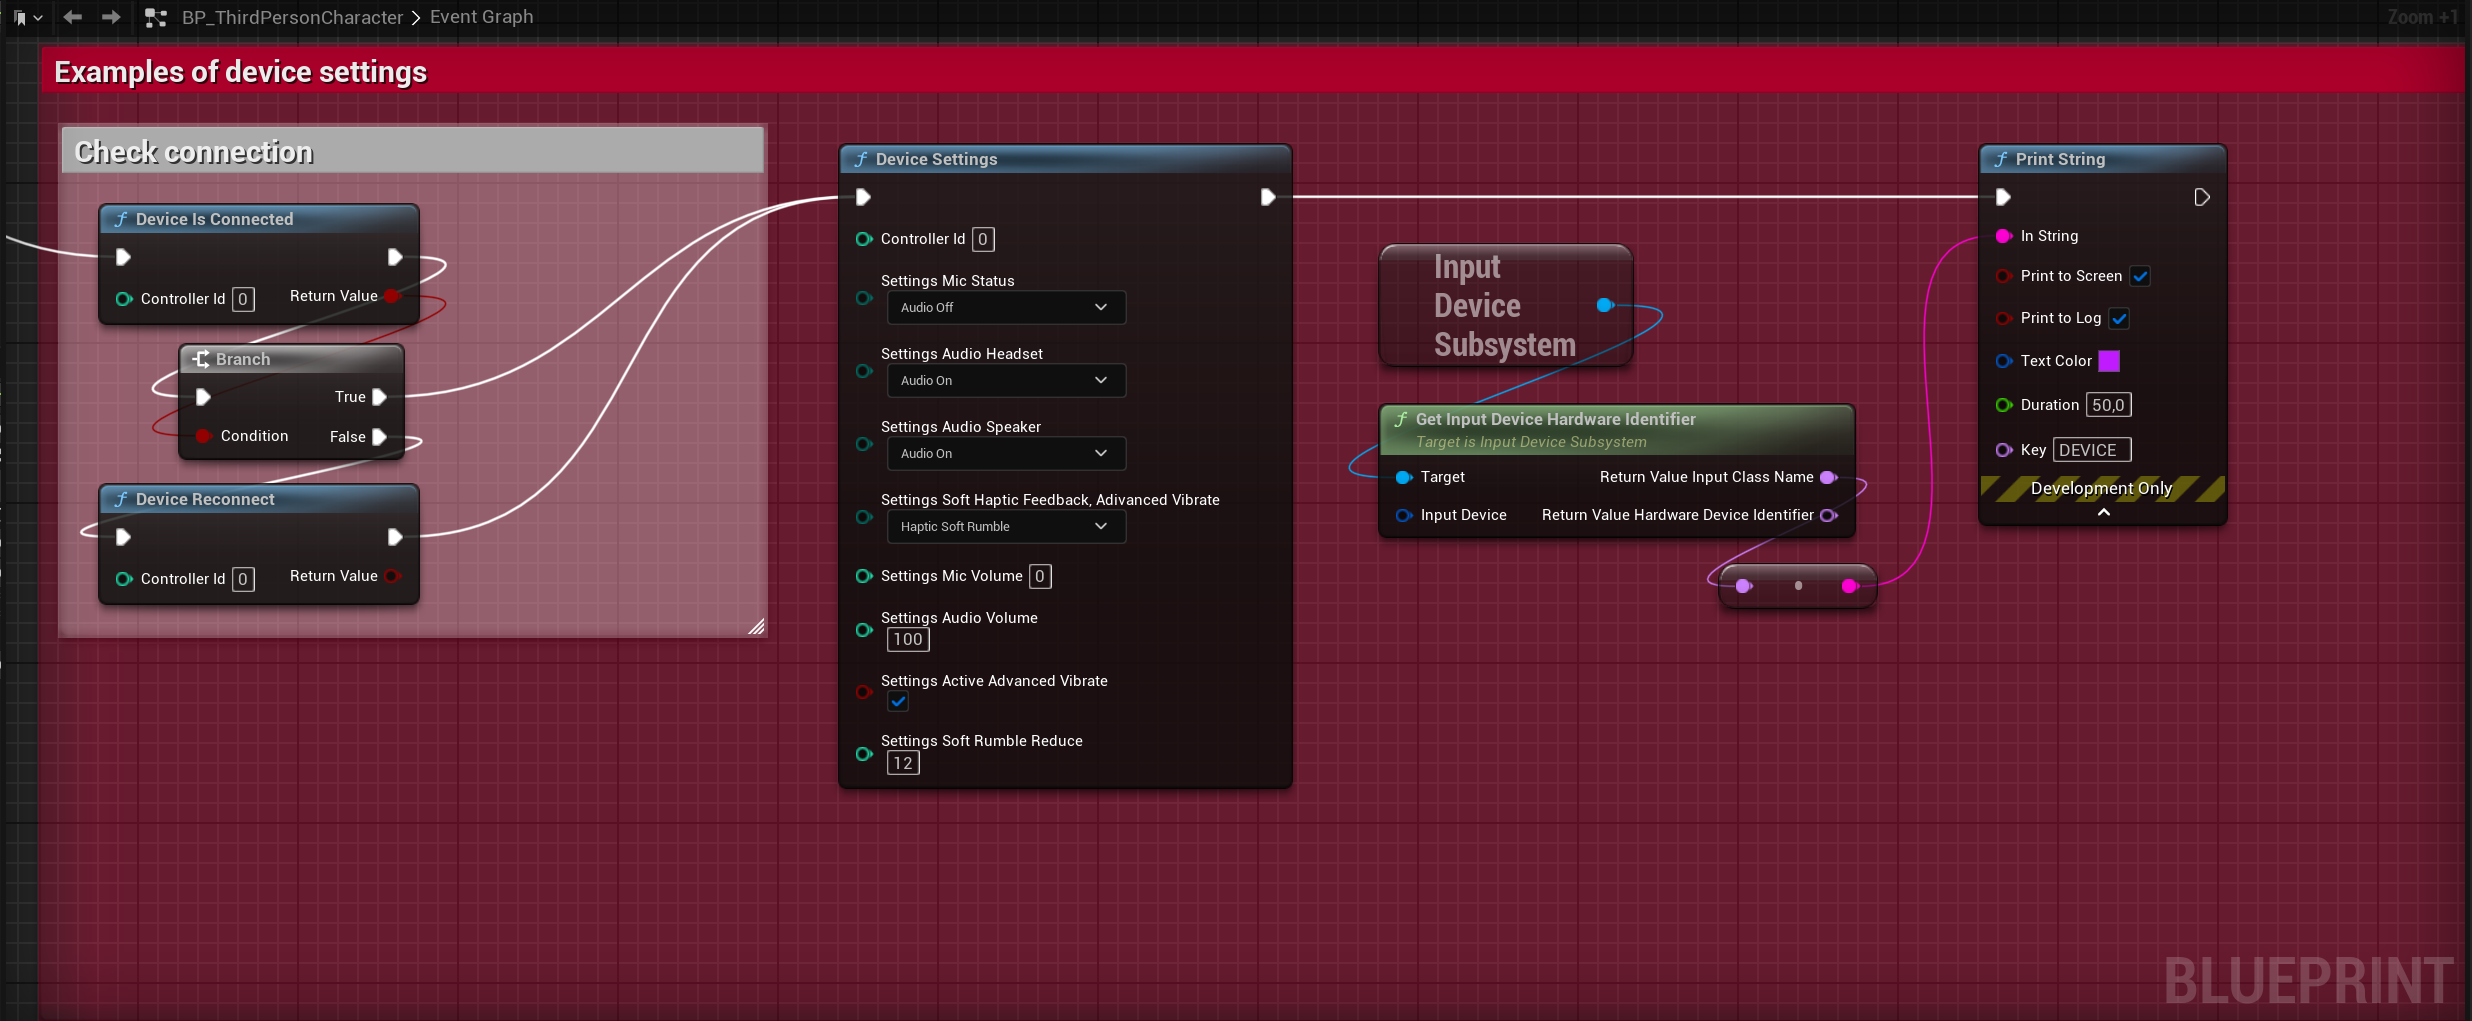 BP_ThirdPersonCharacter > Event Graph
Zoom +1
Examples of device settings
Check connection
Device Is Connected
Controller Id 0
Return Value
Branch
True
Condition
False
Device Reconnect
Controller Id 0
Return Value
Device Settings
Controller Id 0
Settings Mic Status
Audio Off
Settings Audio Headset
Audio On
Settings Audio Speaker
Audio On
Settings Soft Haptic Feedback, Adivanced Vibrate
Haptic Soft Rumble
Settings Mic Volume 0
Settings Audio Volume
100
Settings Active Advanced Vibrate
Settings Soft Rumble Reduce
12
Input
Device
Subsystem
Get Input Device Hardware Identifier
Target is Input Device Subsystem
Target
Return Value Input Class Name
Input Device
Return Value Hardware Device Identifier
Print String
In String
Print to Screen
Print to Log
Text Color
Duration 50,0
Key DEVICE
Development Only
BLUEPRINT